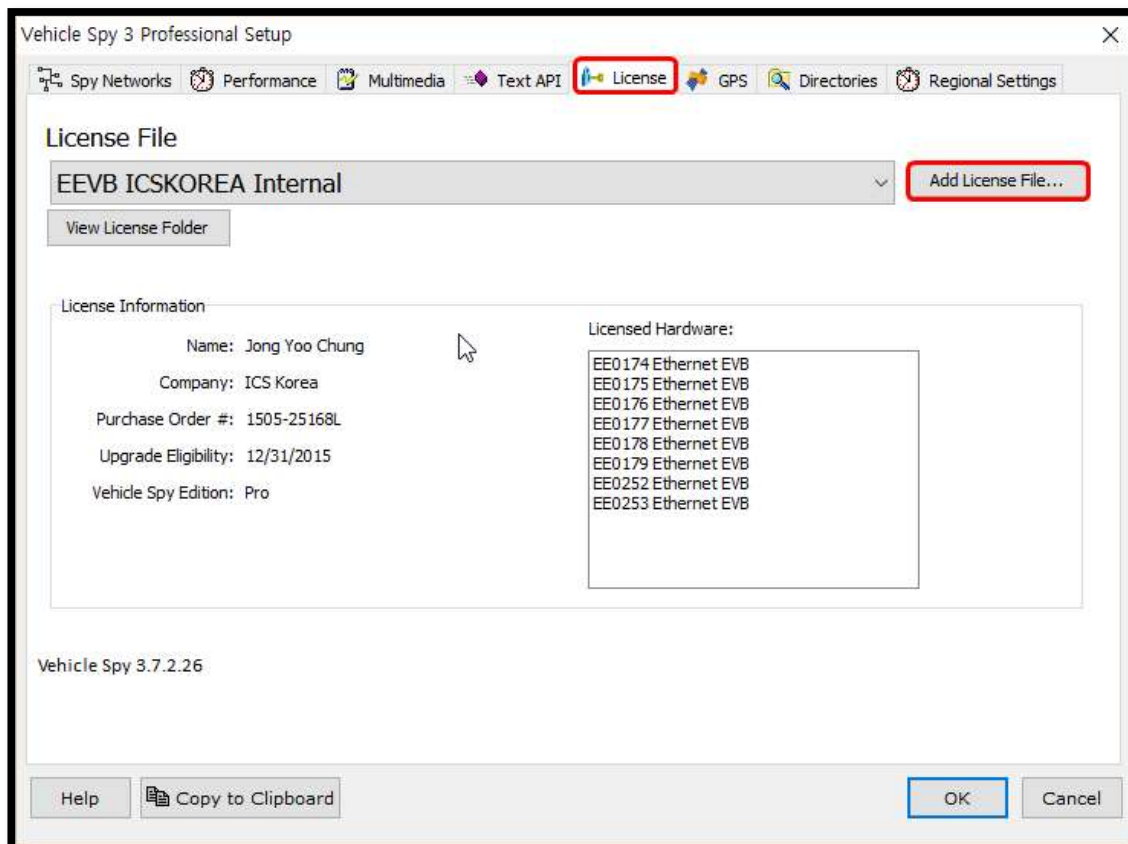 Vehicle Spy 3 Professional Setup
Spy Networks Performance Multimedia Text API License GPS Directories Regional Settings
License File
EEVB ICSKOREA Internal
Add License File...
View License Folder
License Information
Name: Jong Yoo Chung
Company: ICS Korea
Purchase Order #: 1505-25168L
Upgrade Eligibility: 12/31/2015
Vehicle Spy Edition: Pro
Licensed Hardware:
EE0174 Ethernet EVB
EE0175 Ethernet EVB
EE0176 Ethernet EVB
EE0177 Ethernet EVB
EE0178 Ethernet EVB
EE0179 Ethernet EVB
EE0252 Ethernet EVB
EE0253 Ethernet EVB
Vehicle Spy 3.7.2.26
Help Copy to Clipboard OK Cancel